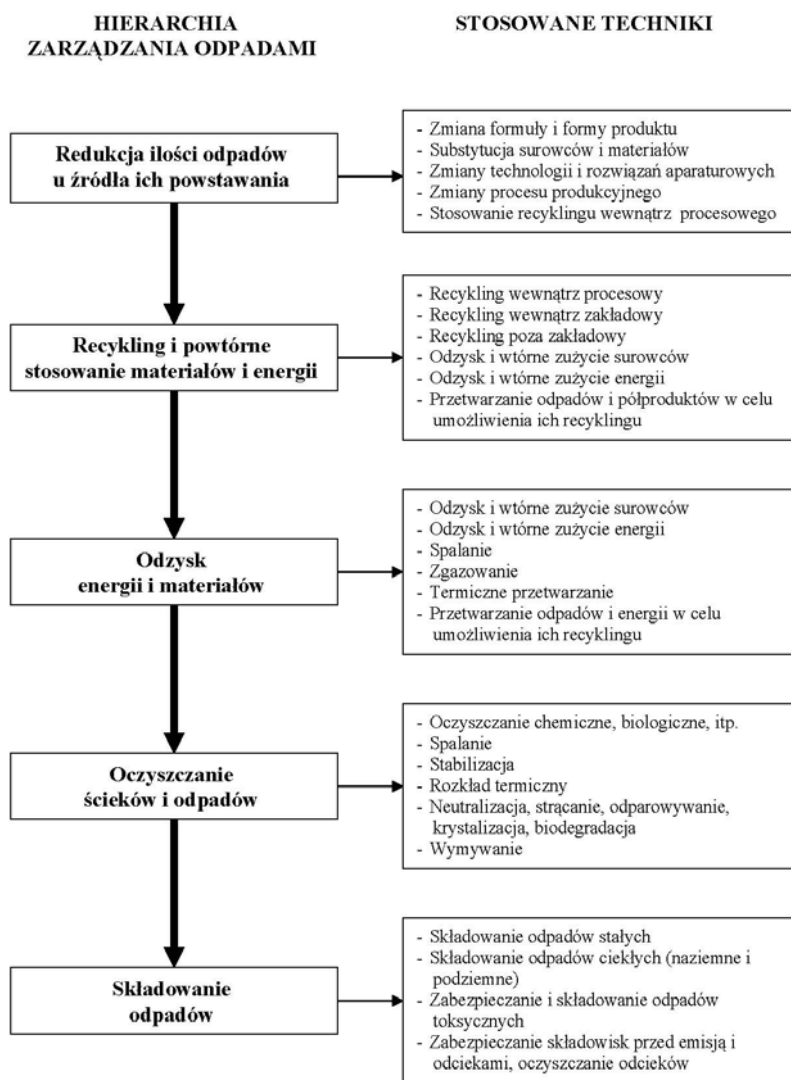 HIERARCHIA
ZARZĄDZANIA ODPADAMI
STOSOWANE TECHNIKI
Redukcja ilości odpadów
u źródła ich powstawania
- Zmiana formuły i formy produktu
- Substytucja surowców i materiałów
- Zmiany technologii i rozwiązań aparaturowych
- Zmiany procesu produkcyjnego
- Stosowanie recyklingu wewnątrz procesowego
Recykling i powtórne
stosowanie materiałów i energii
- Recykling wewnątrz procesowy
- Recykling wewnątrz zakładowy
- Recykling poza zakładowy
- Odzysk i wtórne zużycie surowców
- Odzysk i wtórne zużycie energii
- Przetwarzanie odpadów i półproduktów w celu
umożliwienia ich recyklingu
Odzysk
energii i materiałów
- Odzysk i wtórne zużycie surowców
- Odzysk i wtórne zużycie energii
- Spalanie
- Zgazowanie
- Termiczne przetwarzanie
- Przetwarzanie odpadów i energii w celu
umożliwienia ich recyklingu
Oczyszczanie
ścieków i odpadów
- Oczyszczanie chemiczne, biologiczne, itp.
- Spalanie
- Stabilizacja
- Rozkład termiczny
- Neutralizacja, strącanie, odparowywanie,
krystalizacja, biodegradacja
- Wymywanie
Składowanie
odpadów
- Składowanie odpadów stałych
- Składowanie odpadów ciekłych (naziemne i
podziemne)
- Zabezpieczanie i składowanie odpadów
toksycznych
- Zabezpieczanie składowisk przed emisją i
odciekami, oczyszczanie odcieków